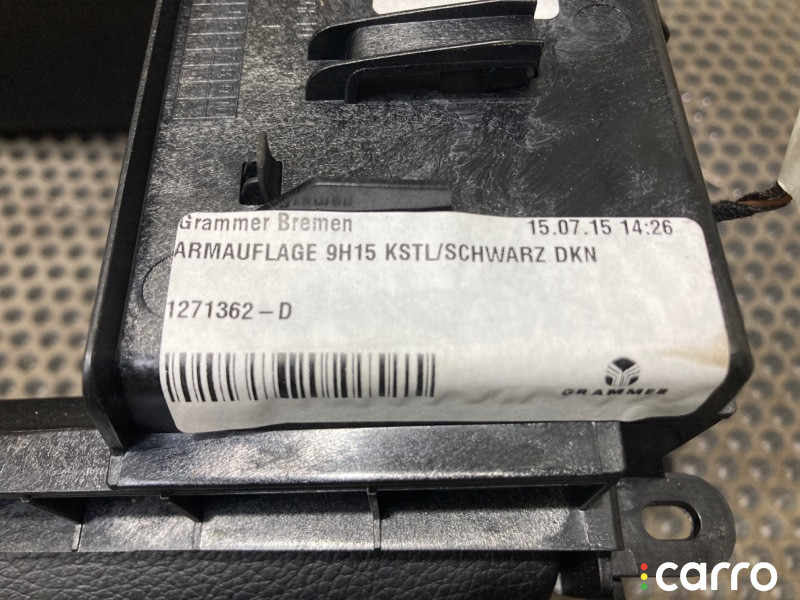 Grammer Bremen 15.07.15 14:26
ARMAUFLAGE 9H15 KSTL/SCHWARZ DKN
1271362-D
GRAMMER
carro